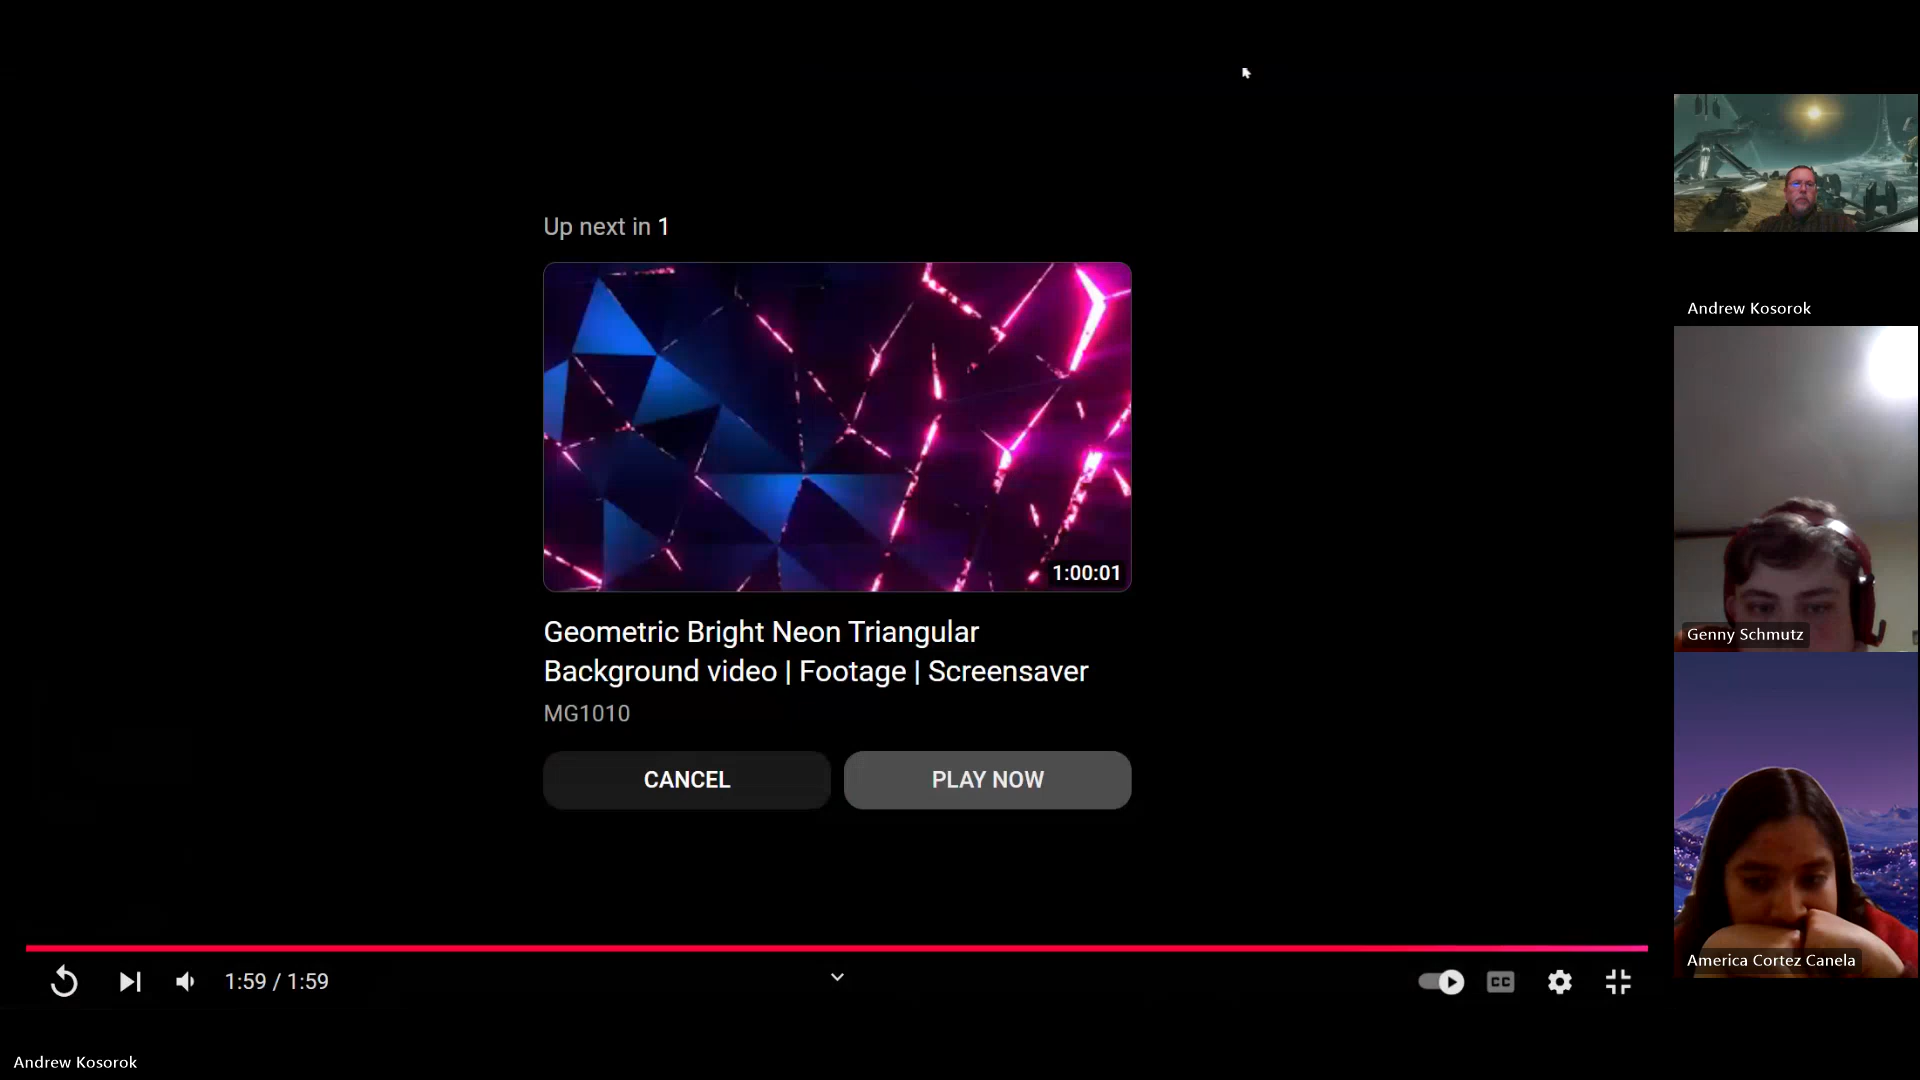 Up next in 1
1:00:01
Geometric Bright Neon Triangular
Background video | Footage | Screensaver
MG1010
CANCEL
PLAY NOW
1:59 / 1:59
CC
Andrew Kosorok
Andrew Kosorok
Genny Schmutz
America Cortez Canela